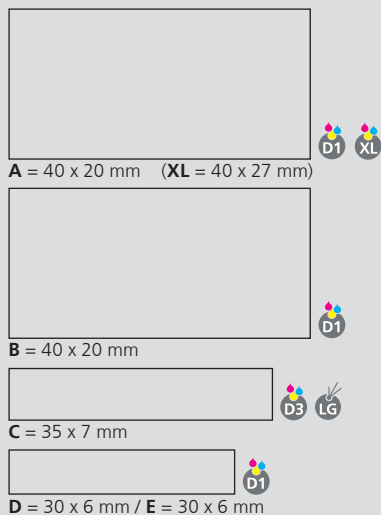 D1 XL
A = 40 x 20 mm (XL = 40 x 27 mm)
D1
B = 40 x 20 mm
D3 LG
C = 35 x 7 mm
D1
D = 30 x 6 mm / E = 30 x 6 mm